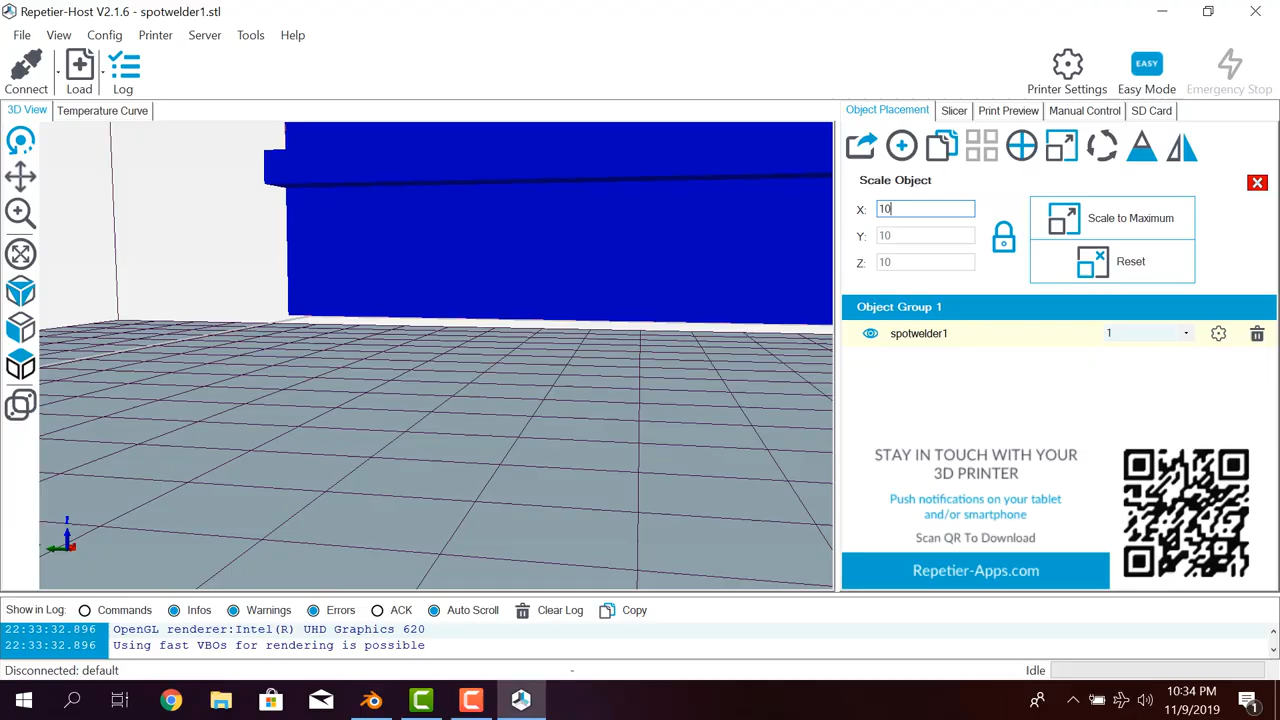 Repetier-Host V2.1.6 - spotwelder1.stl
File View Config Printer Server Tools Help
Connect Load Log Printer Settings EASY Easy Mode Emergency Stop
3D View Temperature Curve
Object Placement Slicer Print Preview Manual Control SD Card
Scale Object
X: 10
Y: 10
Z: 10
Scale to Maximum
Reset
Object Group 1
spotwelder1 1
STAY IN TOUCH WITH YOUR
3D PRINTER
Push notifications on your tablet
and/or smartphone
Scan QR To Download
Repetier-Apps.com
Show in Log: Commands Infos Warnings Errors ACK Auto Scroll Clear Log Copy
22:33:32.896 OpenGL renderer:Intel(R) UHD Graphics 620
22:33:32.896 Using fast VBOs for rendering is possible
Disconnected: default - Idle
10:34 PM
11/9/2019
1